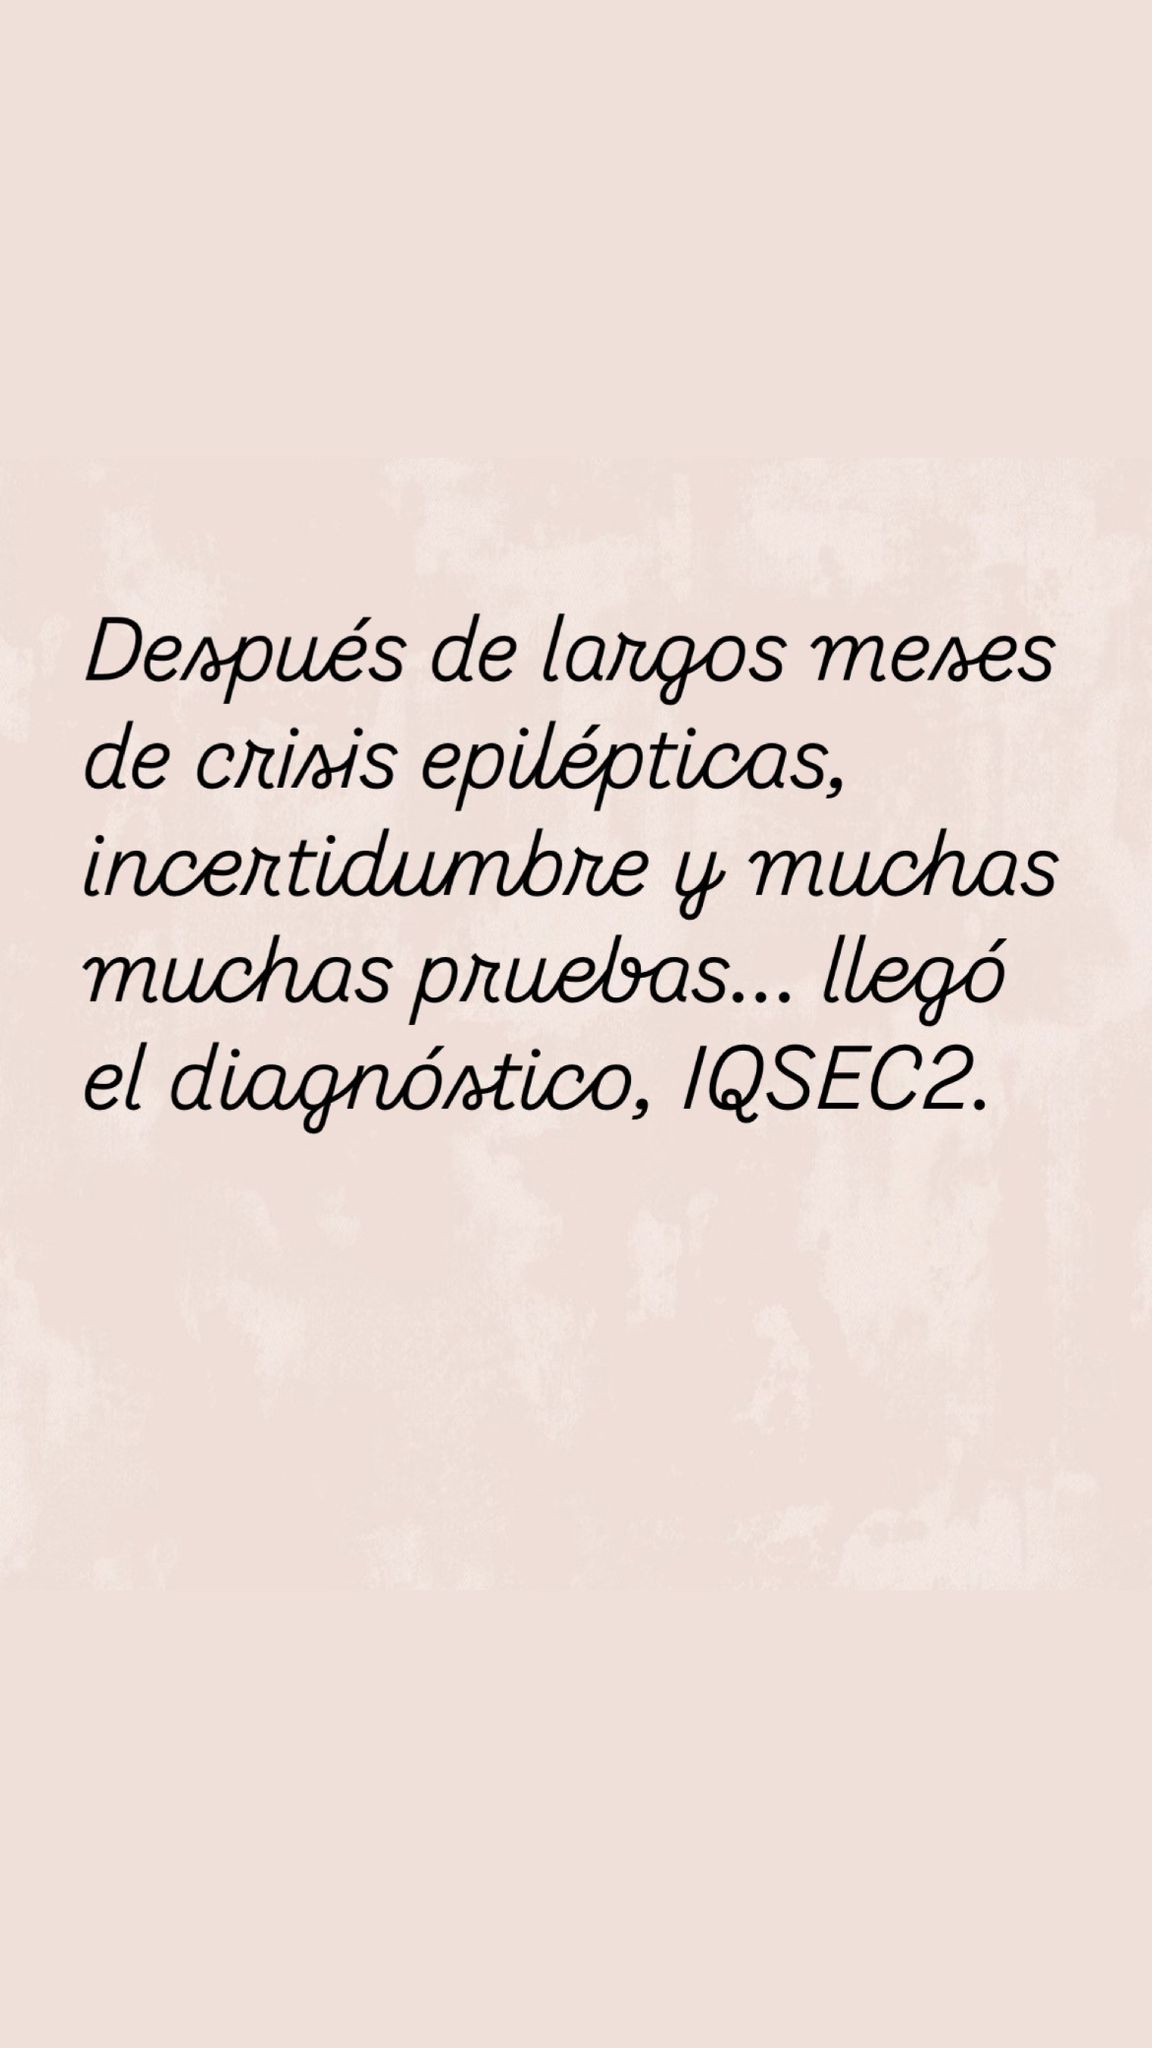 Después de largos meses
de crisis epilépticas,
incertidumbre y muchas
muchas pruebas... llegó
el diagnóstico, IQSEC2.